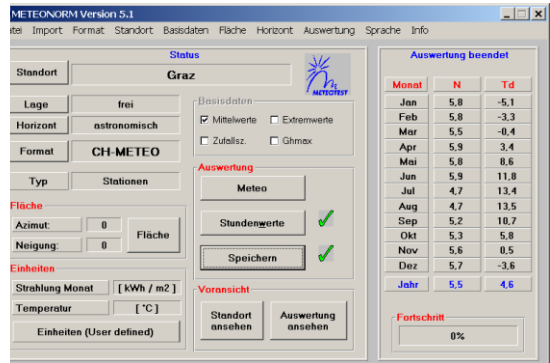 METEONORM Version 5.1
tei Import Format Standort Basisdaten Fläche Horizont Auswertung Sprache Info
Status
Standort Graz
METEOTEST
Lage frei
Horizont astronomisch
Format CH-METEO
Typ Stationen
Basisdaten
Mittelwerte Extremwerte
Zufallsz. Ghmax
Auswertung
Meteo
Stundenwerte
Speichern
Fläche
Azimut: 0
Neigung: 0
Fläche
Einheiten
Strahlung Monat [ kWh / m2 ]
Temperatur [ °C ]
Einheiten (User defined)
Voransicht
Standort ansehen
Auswertung ansehen
Auswertung beendet
Monat N Td
Jan 5,8 -5,1
Feb 5,8 -3,3
Mar 5,5 -0,4
Apr 5,9 3,4
Mai 5,8 8,6
Jun 5,9 11,8
Jul 4,7 13,4
Aug 4,7 13,5
Sep 5,2 10,7
Okt 5,3 5,8
Nov 5,6 0,5
Dez 5,7 -3,6
Jahr 5,5 4,6
Fortschritt
0%